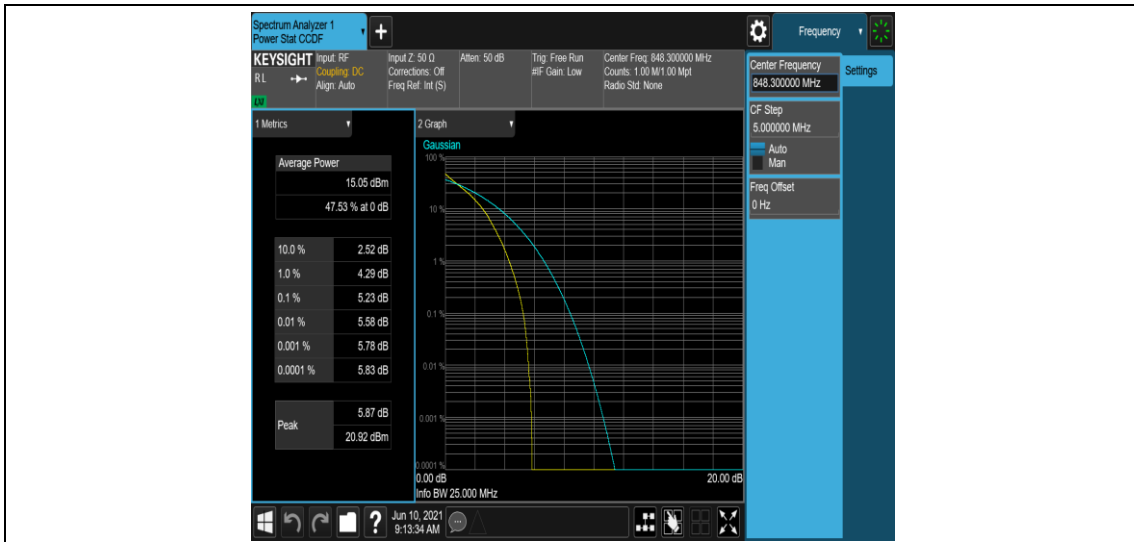 Spectrum Analyzer 1
Power Stat CCDF
+
Frequency
KEYSIGHT
Input: RF
Coupling: DC
Align: Auto
RL
LXI
Input Z: 50 Ω
Corrections: Off
Freq Ref: Int (S)
Atten: 50 dB
Trig: Free Run
#IF Gain: Low
Center Freq: 848.300000 MHz
Counts: 1.00 M/1.00 Mpt
Radio Std: None
Center Frequency
848.300000 MHz
Settings
CF Step
5.000000 MHz
Auto
Man
Freq Offset
0 Hz
1 Metrics
Average Power
15.05 dBm
47.53 % at 0 dB
10.0 % 2.52 dB
1.0 % 4.29 dB
0.1 % 5.23 dB
0.01 % 5.58 dB
0.001 % 5.78 dB
0.0001 % 5.83 dB
Peak
5.87 dB
20.92 dBm
2 Graph
Gaussian
100 %
10 %
1 %
0.1 %
0.01 %
0.001 %
0.0001 %
0.00 dB
20.00 dB
Info BW 25.000 MHz
?
Jun 10, 2021
9:13:34 AM